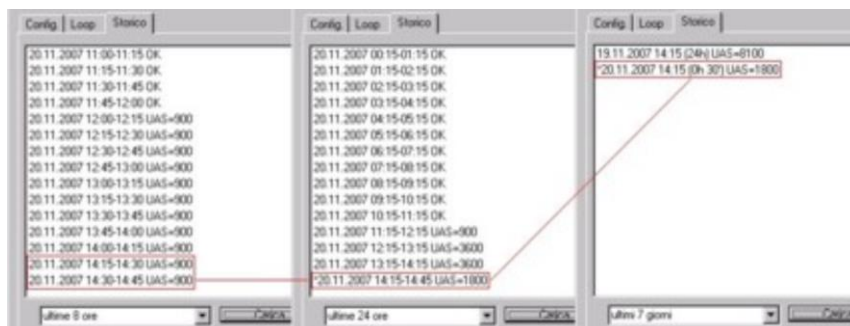 Config. Loop Storico
20.11.2007 11:00-11:15 OK
20.11.2007 11:15-11:30 OK
20.11.2007 11:30-11:45 OK
20.11.2007 11:45-12:00 OK
20.11.2007 12:00-12:15 UAS=900
20.11.2007 12:15-12:30 UAS=900
20.11.2007 12:30-12:45 UAS=900
20.11.2007 12:45-13:00 UAS=900
20.11.2007 13:00-13:15 UAS=900
20.11.2007 13:15-13:30 UAS=900
20.11.2007 13:30-13:45 UAS=900
20.11.2007 13:45-14:00 UAS=900
20.11.2007 14:00-14:15 UAS=900
20.11.2007 14:15-14:30 UAS=900
20.11.2007 14:30-14:45 UAS=900
ultime 8 ore
Carica
Config. Loop Storico
20.11.2007 00:15-01:15 OK
20.11.2007 01:15-02:15 OK
20.11.2007 02:15-03:15 OK
20.11.2007 03:15-04:15 OK
20.11.2007 04:15-05:15 OK
20.11.2007 05:15-06:15 OK
20.11.2007 06:15-07:15 OK
20.11.2007 07:15-08:15 OK
20.11.2007 08:15-09:15 OK
20.11.2007 09:15-10:15 OK
20.11.2007 10:15-11:15 OK
20.11.2007 11:15-12:15 UAS=900
20.11.2007 12:15-13:15 UAS=3600
20.11.2007 13:15-14:15 UAS=3600
*20.11.2007 14:15-14:45 UAS=1800
ultime 24 ore
Carica
Config. Loop Storico
19.11.2007 14:15 (24h) UAS=8100
*20.11.2007 14:15 (0h 30') UAS=1800
ultimi 7 giorni
Carica